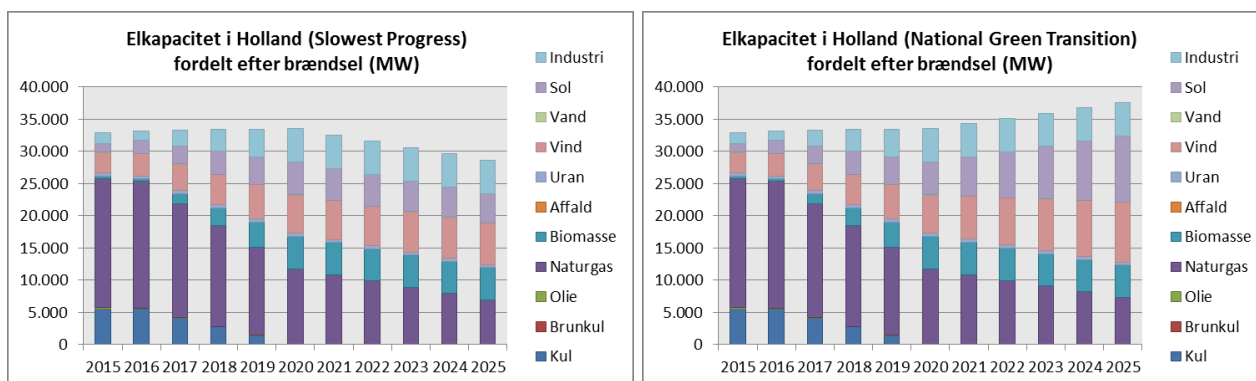 Elkapacitet i Holland (Slowest Progress)
fordelt efter brændsel (MW)
40.000
35.000
30.000
25.000
20.000
15.000
10.000
5.000
0
2015 2016 2017 2018 2019 2020 2021 2022 2023 2024 2025
Industri
Sol
Vand
Vind
Uran
Affald
Biomasse
Naturgas
Olie
Brunkul
Kul
Elkapacitet i Holland (National Green Transition)
fordelt efter brændsel (MW)
40.000
35.000
30.000
25.000
20.000
15.000
10.000
5.000
0
2015 2016 2017 2018 2019 2020 2021 2022 2023 2024 2025
Industri
Sol
Vand
Vind
Uran
Affald
Biomasse
Naturgas
Olie
Brunkul
Kul